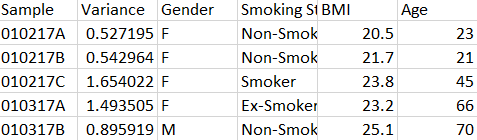 Sample Variance Gender Smoking St BMI Age
010217A 0.527195 F Non-Smok 20.5 23
010217B 0.542964 F Non-Smok 21.7 21
010217C 1.654022 F Smoker 23.8 45
010317A 1.493505 F Ex-Smoker 23.2 66
010317B 0.895919 M Non-Smok 25.1 70